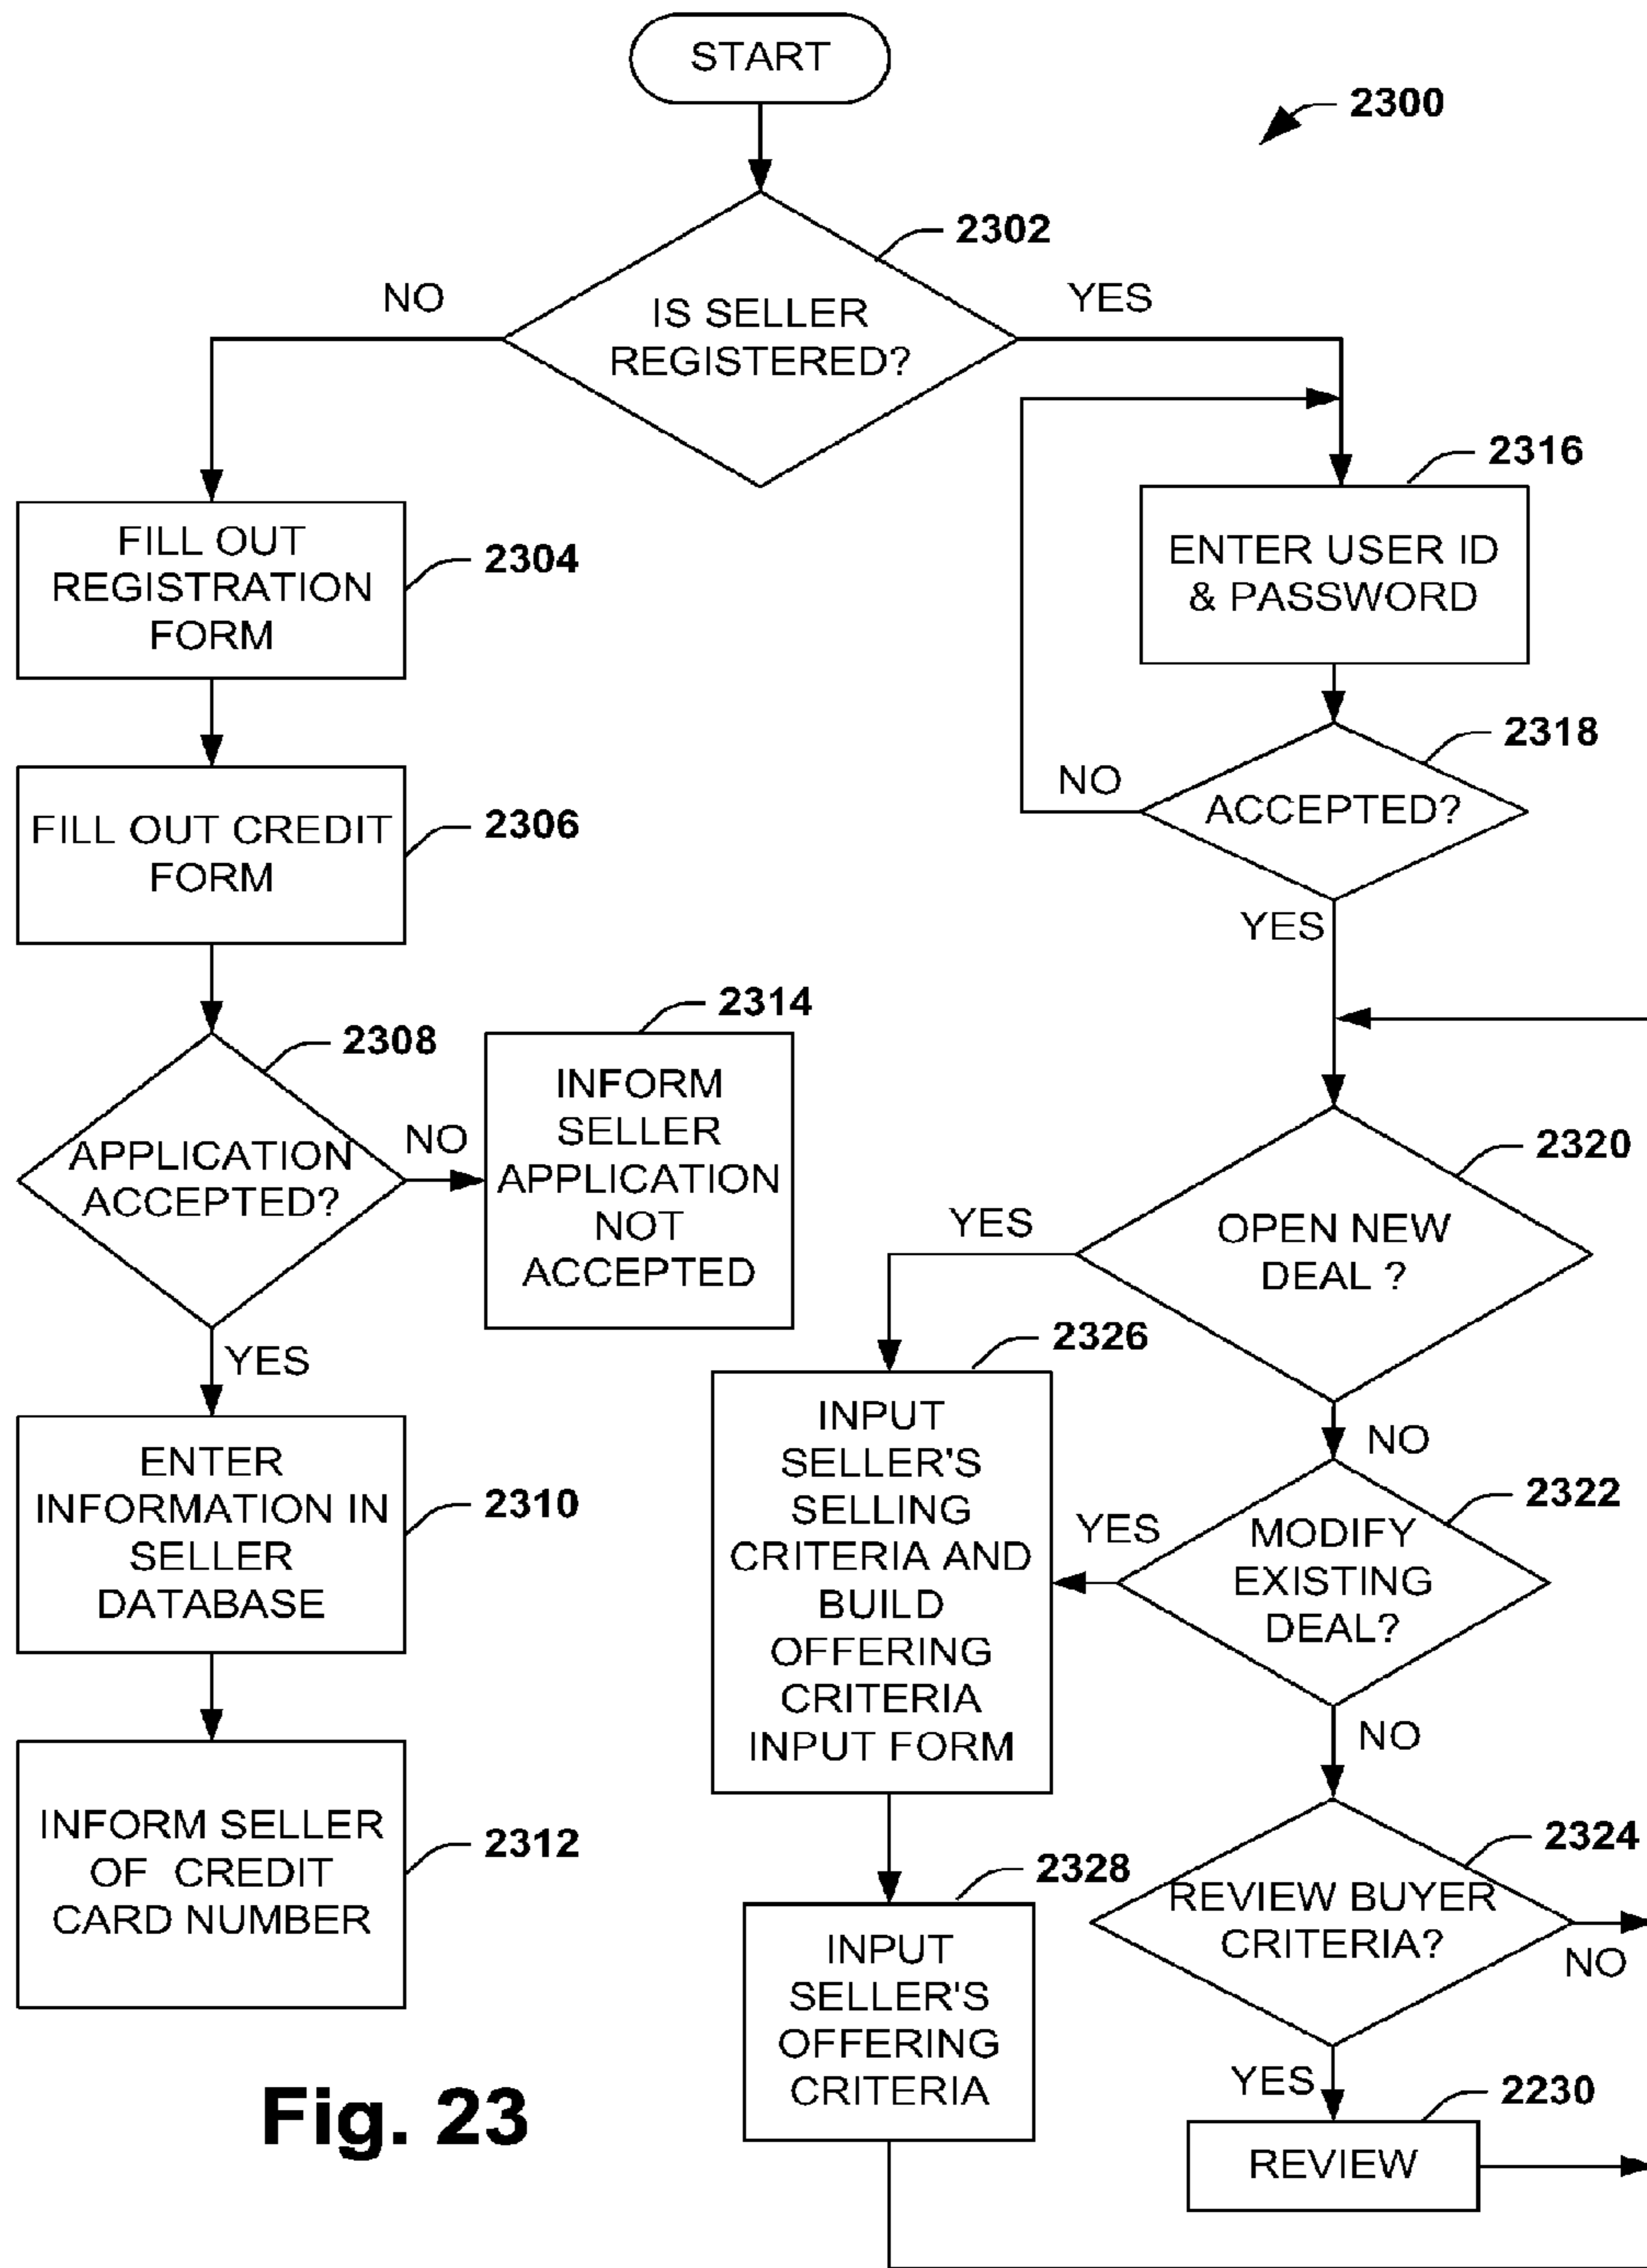 START
2300
2302
NO
YES
IS SELLER
REGISTERED?
2316
FILL OUT
REGISTRATION
FORM
2304
ENTER USER ID
& PASSWORD
2318
NO
ACCEPTED?
FILL OUT CREDIT
FORM
2306
YES
2314
2308
INFORM
SELLER
APPLICATION
NOT
ACCEPTED
NO
APPLICATION
ACCEPTED?
2320
YES
OPEN NEW
DEAL ?
2326
YES
INPUT
SELLER'S
SELLING
CRITERIA AND
BUILD
OFFERING
CRITERIA
INPUT FORM
NO
ENTER
INFORMATION IN
SELLER
DATABASE
2310
2322
YES
MODIFY
EXISTING
DEAL?
NO
INFORM SELLER
OF CREDIT
CARD NUMBER
2312
2324
2328
REVIEW BUYER
CRITERIA?
NO
INPUT
SELLER'S
OFFERING
CRITERIA
YES
2230
REVIEW
Fig. 23